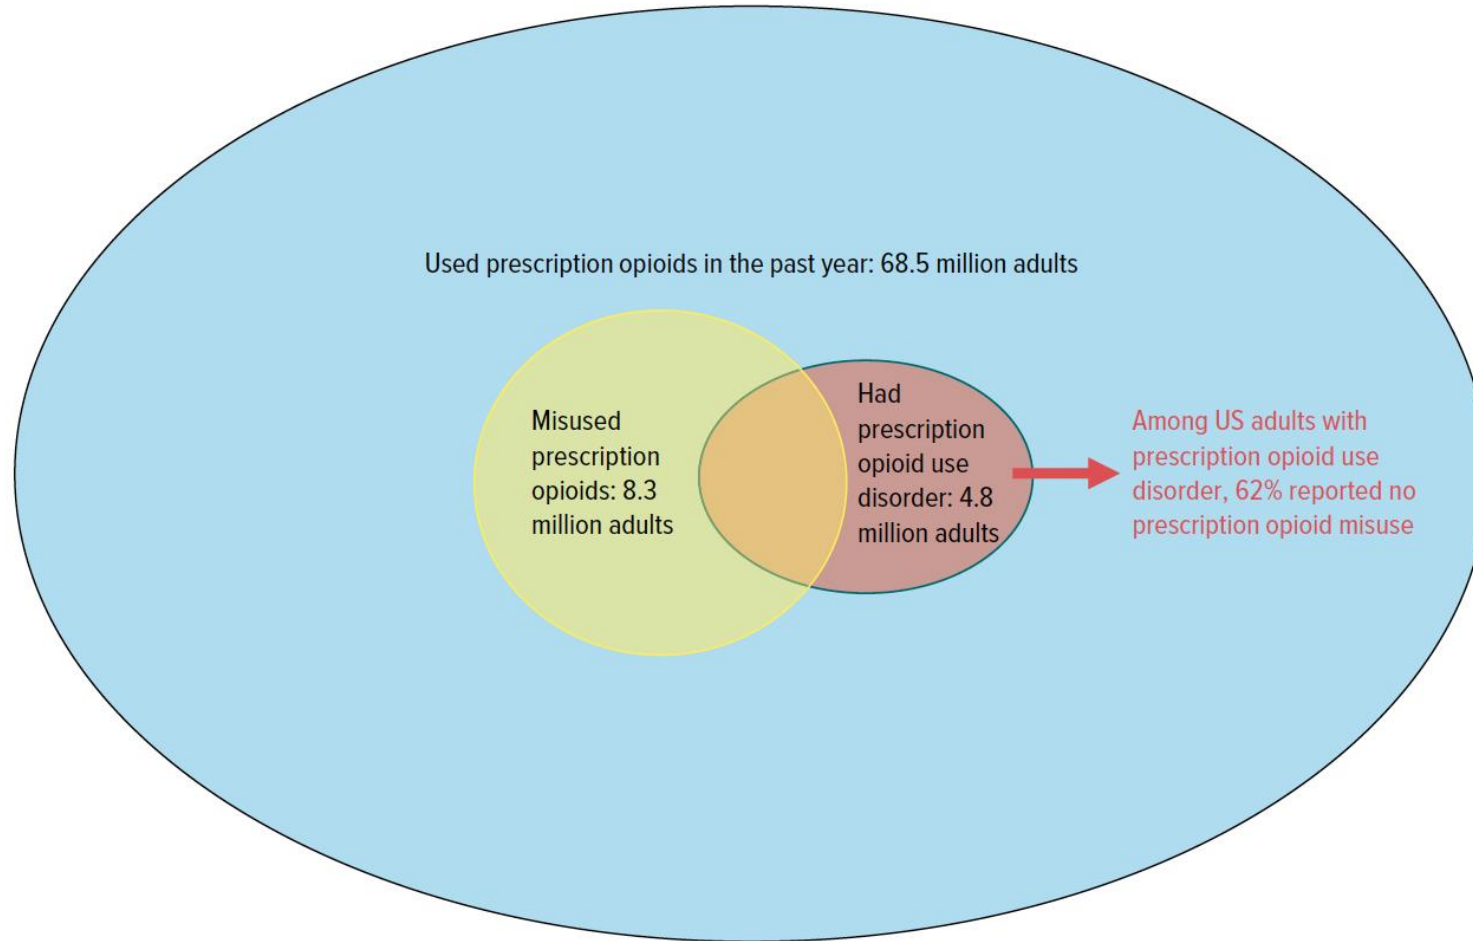 Used prescription opioids in the past year: 68.5 million adults
Misused
prescription
opioids: 8.3
million adults
Had
prescription
opioid use
disorder: 4.8
million adults
Among US adults with
prescription opioid use
disorder, 62% reported no
prescription opioid misuse